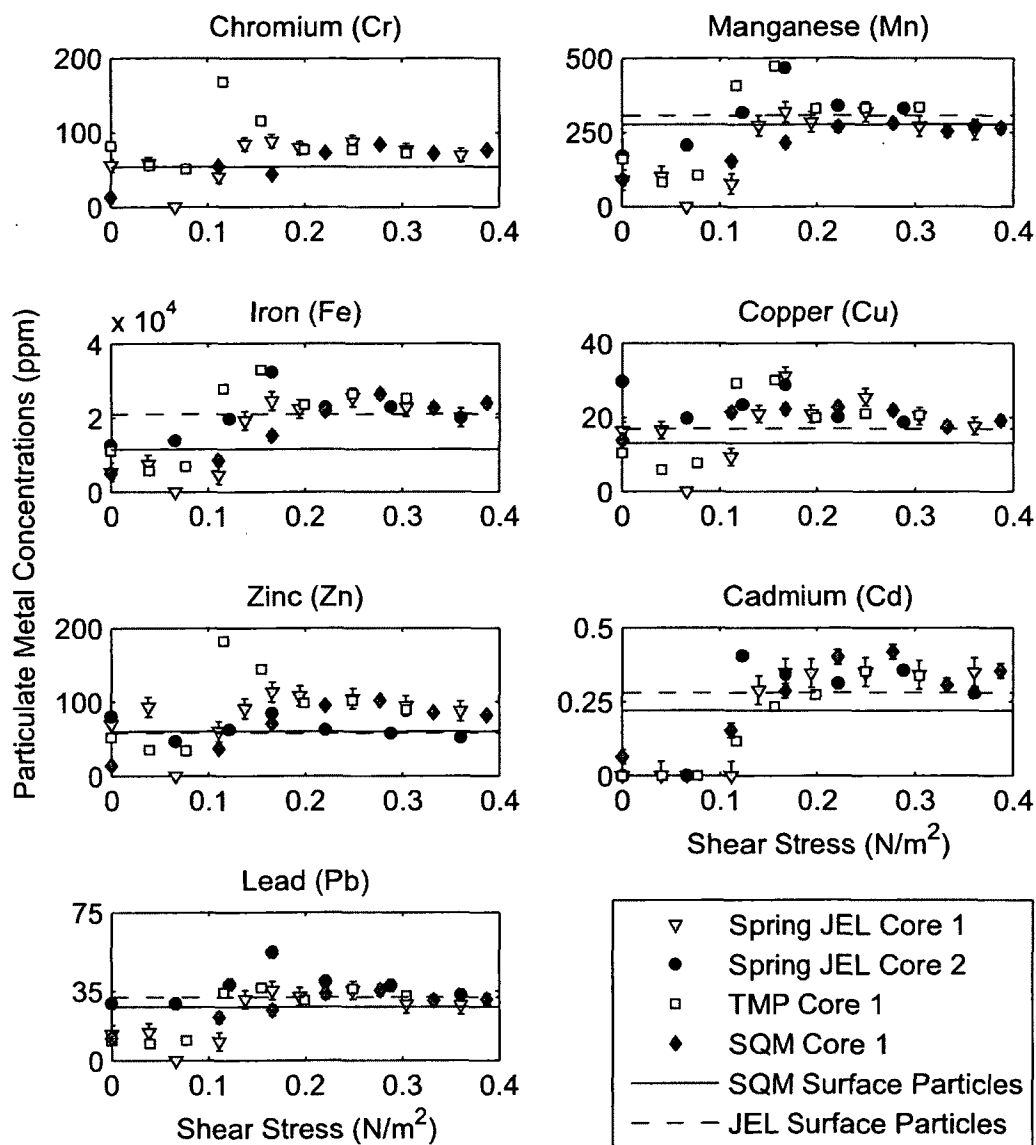 Chromium (Cr)
200
100
0
0 0.1 0.2 0.3 0.4
Manganese (Mn)
500
250
0
0 0.1 0.2 0.3 0.4
Particulate Metal Concentrations (ppm)
Iron (Fe)
x 10^4
4
2
0
0 0.1 0.2 0.3 0.4
Copper (Cu)
40
20
0
0 0.1 0.2 0.3 0.4
Zinc (Zn)
200
100
0
0 0.1 0.2 0.3 0.4
Cadmium (Cd)
0.5
0.25
0
0 0.1 0.2 0.3 0.4
Shear Stress (N/m²)
Lead (Pb)
75
35
0
0 0.1 0.2 0.3 0.4
Shear Stress (N/m²)
Spring JEL Core 1
Spring JEL Core 2
TMP Core 1
SQM Core 1
SQM Surface Particles
JEL Surface Particles